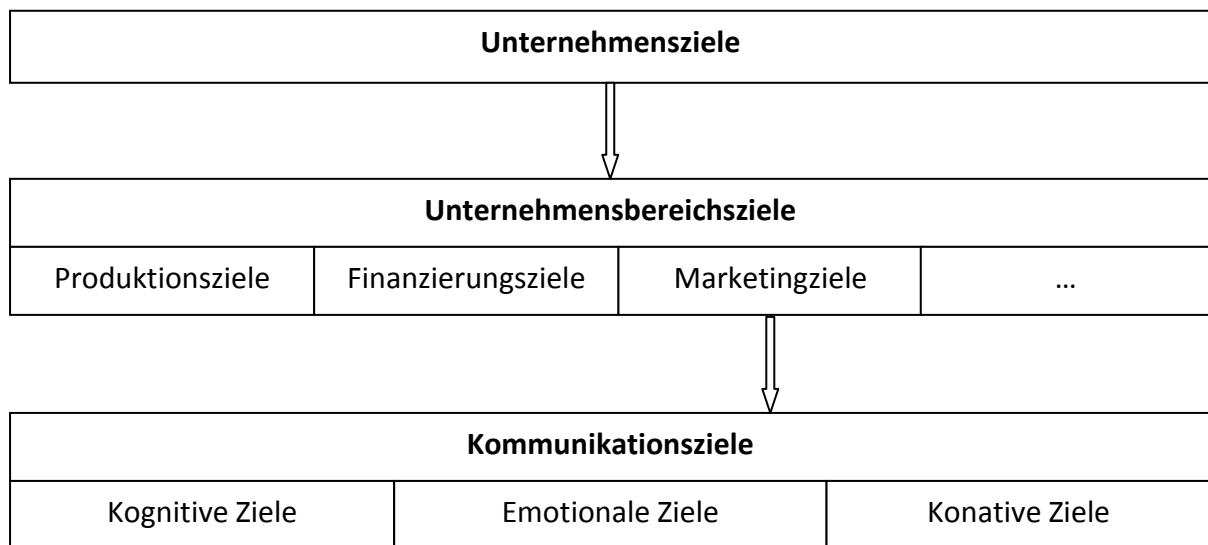 Unternehmensziele
Unternehmensbereichsziele
Produktionsziele Finanzierungsziele Marketingziele ...
Kommunikationsziele
Kognitive Ziele Emotionale Ziele Konative Ziele